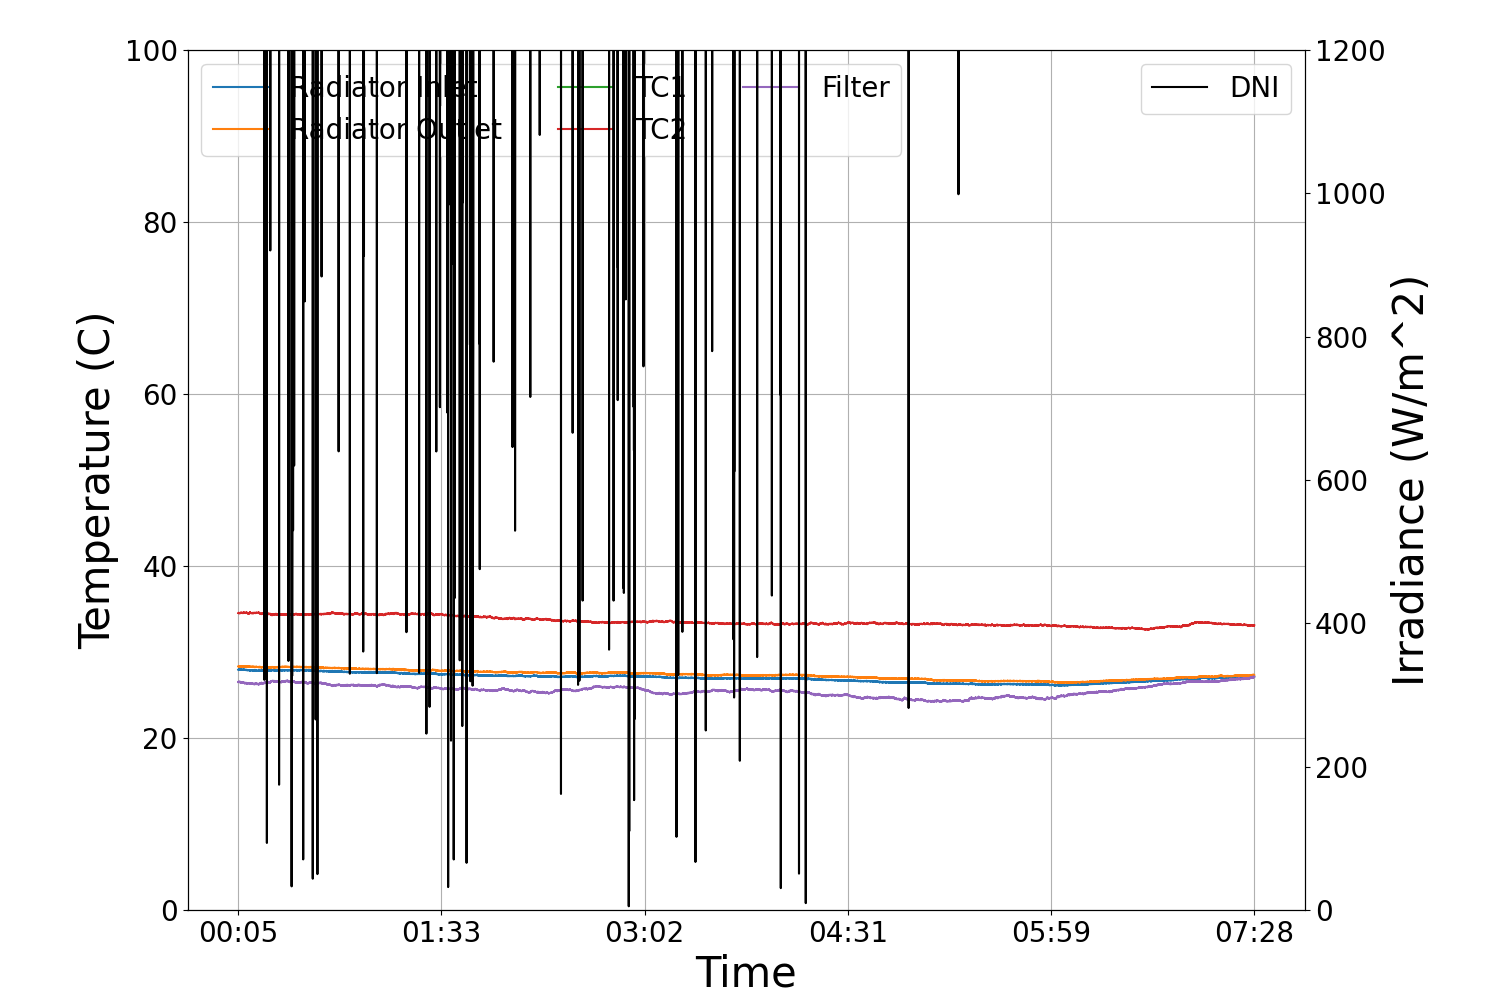 100
80
60
40
20
0
Temperature (C)
Radiator Inlet
Radiator Outlet
TC1
TC2
Filter
DNI
1200
1000
800
600
400
200
0
Irradiance (W/m^2)
00:05
01:33
03:02
04:31
05:59
07:28
Time